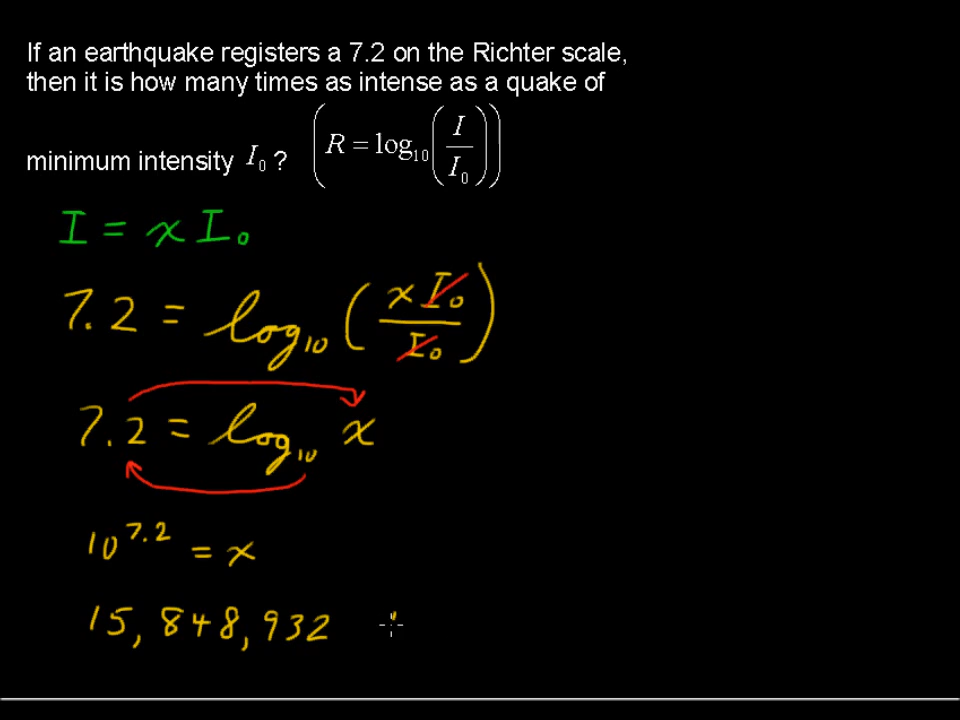 If an earthquake registers a 7.2 on the Richter scale,
then it is how many times as intense as a quake of
minimum intensity I₀ ? (R = log₁₀(I/I₀))
I = x I₀
7.2 = log₁₀ (x I₀ / I₀)
7.2 = log₁₀ x
10^7.2 = x
15,848,932